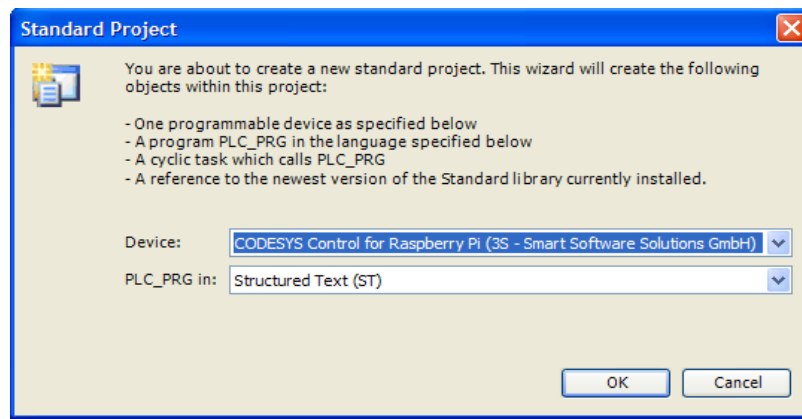 Standard Project
You are about to create a new standard project. This wizard will create the following
objects within this project:
- One programmable device as specified below
- A program PLC_PRG in the language specified below
- A cyclic task which calls PLC_PRG
- A reference to the newest version of the Standard library currently installed.
Device: CODESYS Control for Raspberry Pi (3S - Smart Software Solutions GmbH)
PLC_PRG in: Structured Text (ST)
OK Cancel